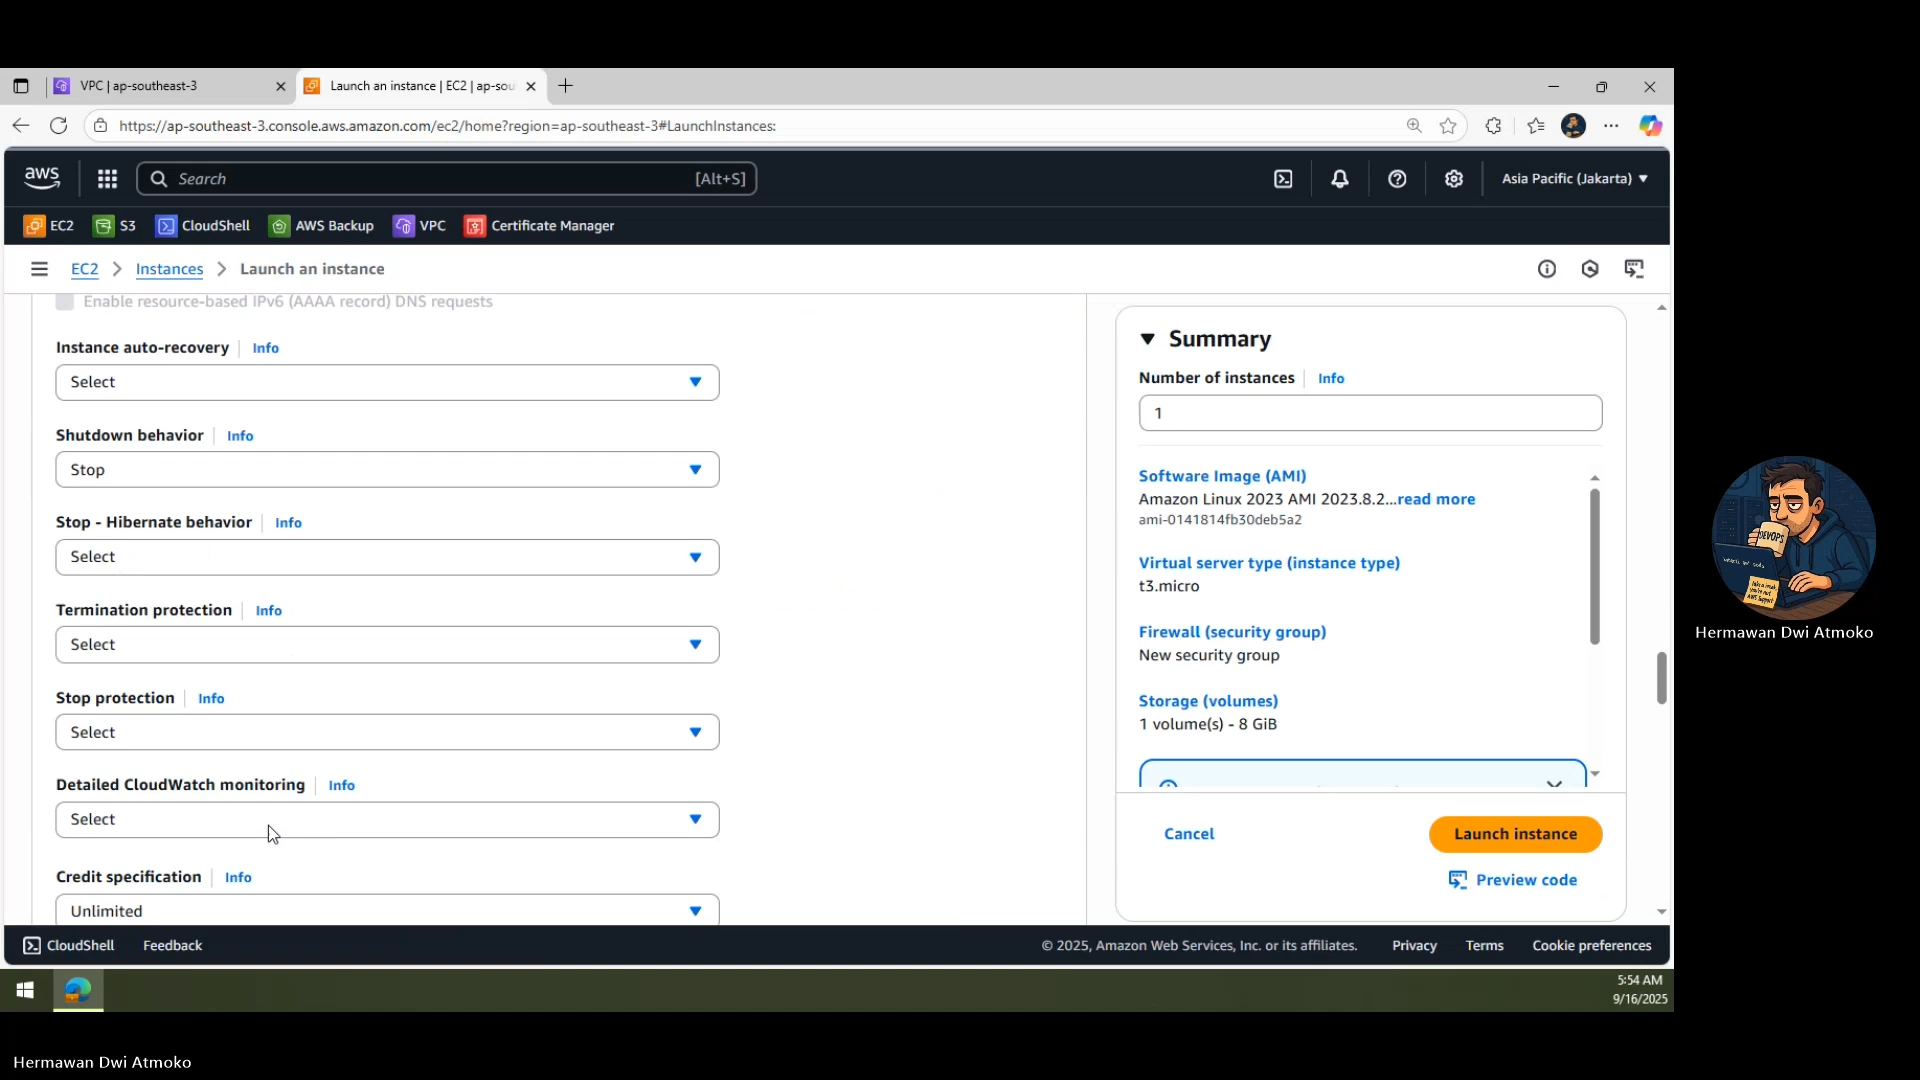 VPC | ap-southeast-3
Launch an instance | EC2 | ap-sou
https://ap-southeast-3.console.aws.amazon.com/ec2/home?region=ap-southeast-3#LaunchInstances:
aws
Search
[Alt+S]
Asia Pacific (Jakarta)
EC2
S3
CloudShell
AWS Backup
VPC
Certificate Manager
EC2
Instances
Launch an instance
Enable resource-based IPv6 (AAAA record) DNS requests
Instance auto-recovery
Info
Select
Shutdown behavior
Info
Stop
Stop - Hibernate behavior
Info
Select
Termination protection
Info
Select
Stop protection
Info
Select
Detailed CloudWatch monitoring
Info
Select
Credit specification
Info
Unlimited
Summary
Number of instances
Info
1
Software Image (AMI)
Amazon Linux 2023 AMI 2023.8.2...read more
ami-0141814fb30deb5a2
Virtual server type (instance type)
t3.micro
Firewall (security group)
New security group
Storage (volumes)
1 volume(s) - 8 GiB
Cancel
Launch instance
Preview code
CloudShell
Feedback
© 2025, Amazon Web Services, Inc. or its affiliates.
Privacy
Terms
Cookie preferences
5:54 AM
9/16/2025
DEVOPS
Hermawan Dwi Atmoko
Hermawan Dwi Atmoko